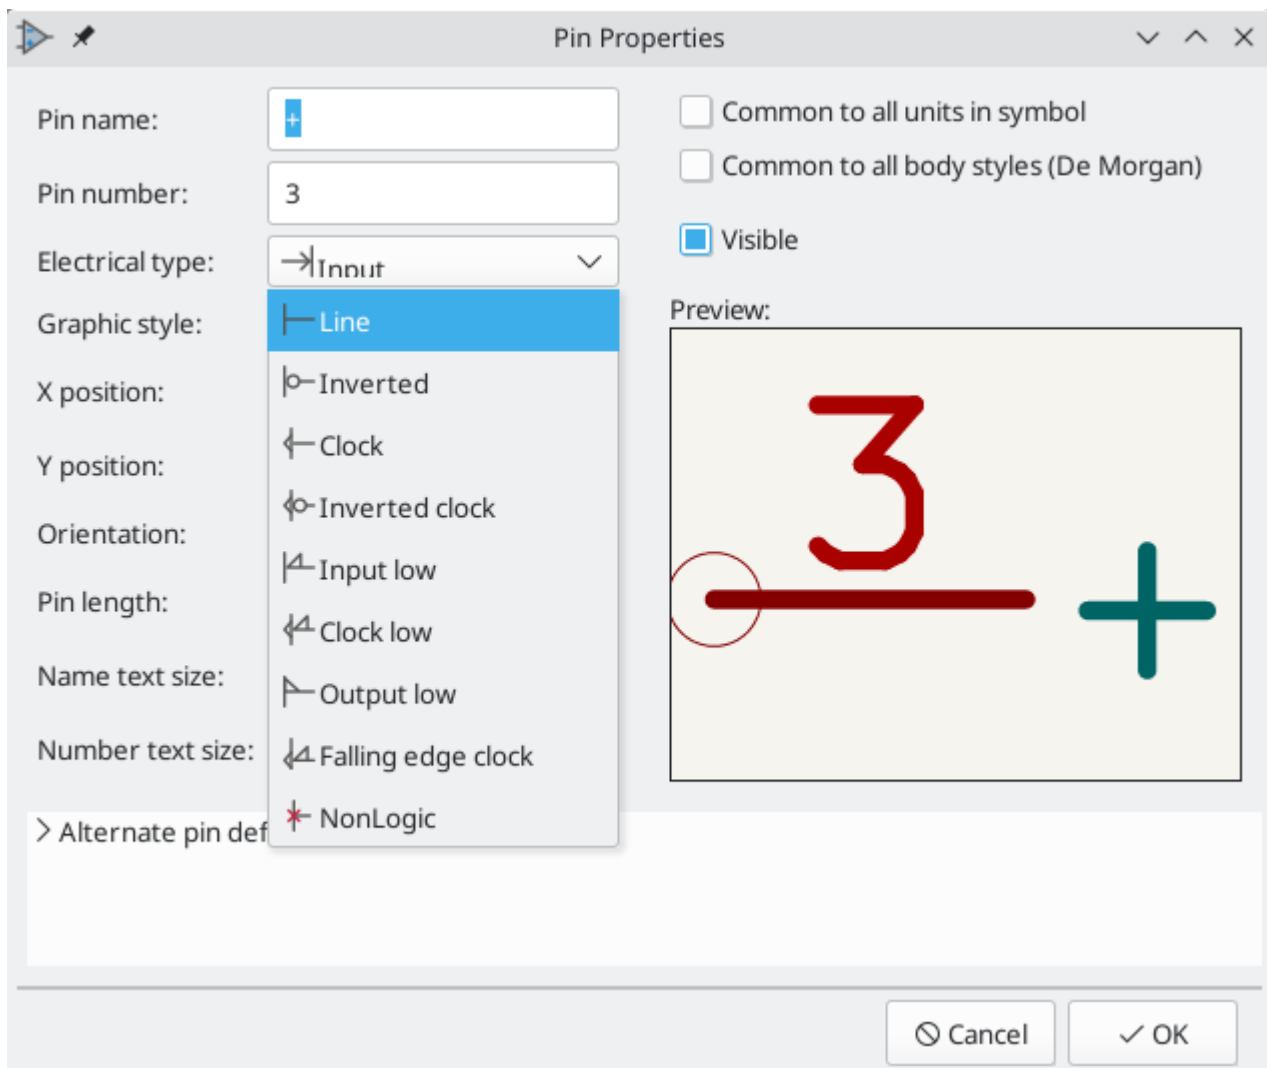 Pin Properties
Pin name: +
Common to all units in symbol
Pin number: 3
Common to all body styles (De Morgan)
Electrical type: Input
Visible
Graphic style:
X position:
Y position:
Orientation:
Pin length:
Name text size:
Number text size:
Line
Inverted
Clock
Inverted clock
Input low
Clock low
Output low
Falling edge clock
NonLogic
Preview:
3
+
Alternate pin def
Cancel
OK